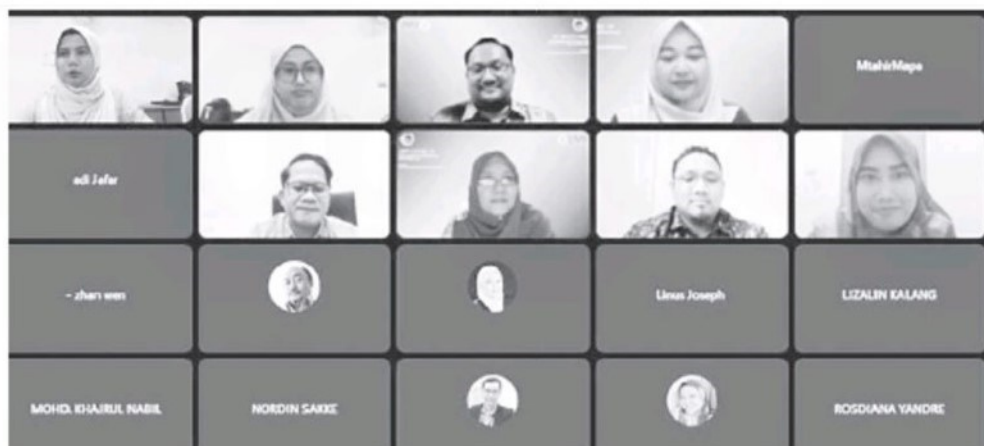 MtahirMapa
adi Jafar
~ zhan wen
Linus Joseph
LIZALIN KALANG
MOHD. KHAIRUL NABIL
NORDIN SAKKE
ROSDIANA YANDRE